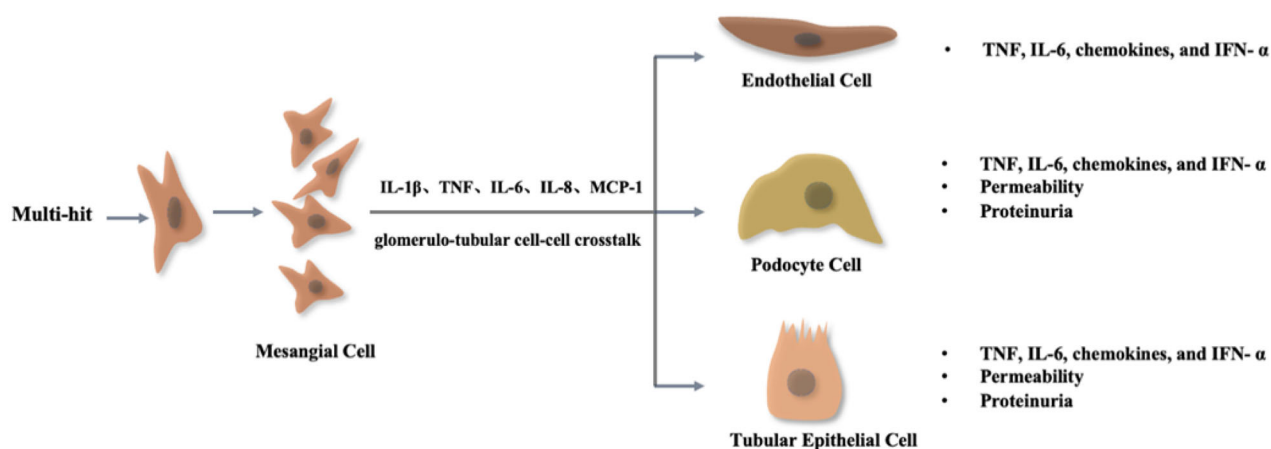 Multi-hit
Mesangial Cell
IL-1β、TNF、IL-6、IL-8、MCP-1
glomerulo-tubular cell-cell crosstalk
Endothelial Cell
• TNF, IL-6, chemokines, and IFN- α
Podocyte Cell
• TNF, IL-6, chemokines, and IFN- α
• Permeability
• Proteinuria
Tubular Epithelial Cell
• TNF, IL-6, chemokines, and IFN- α
• Permeability
• Proteinuria